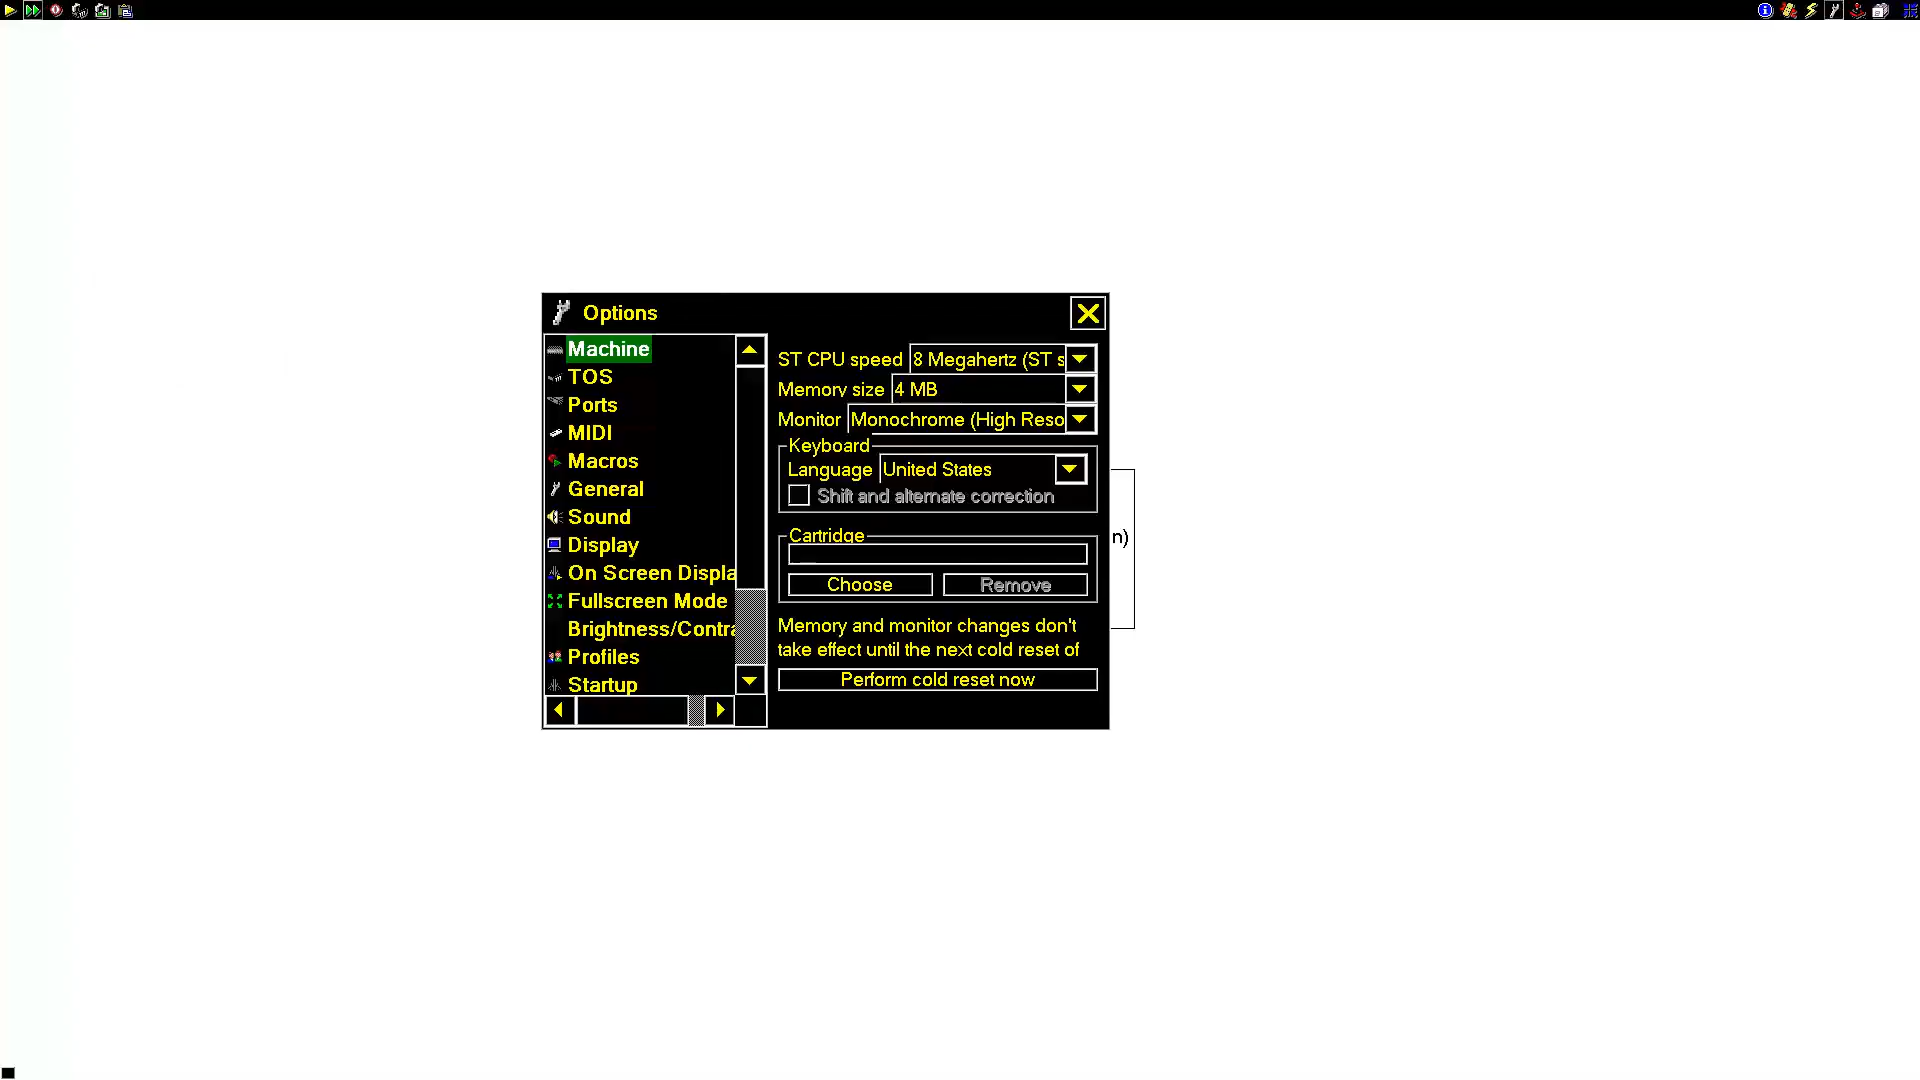 Options
Machine
TOS
Ports
MIDI
Macros
General
Sound
Display
On Screen Displa
Fullscreen Mode
Brightness/Contra
Profiles
Startup
ST CPU speed 8 Megahertz (ST s
Memory size 4 MB
Monitor Monochrome (High Reso
Keyboard
Language United States
Shift and alternate correction
Cartridge
Choose Remove
Memory and monitor changes don't
take effect until the next cold reset of
Perform cold reset now
n)